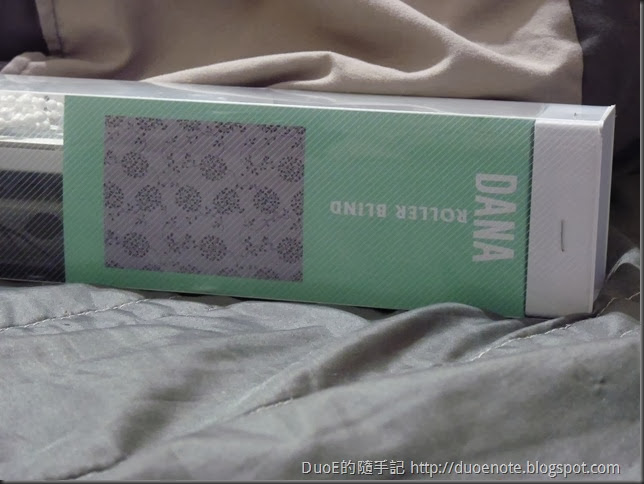 DANA
ROLLER BLIND
DuoE的隨手記 http://duoenote.blogspot.com